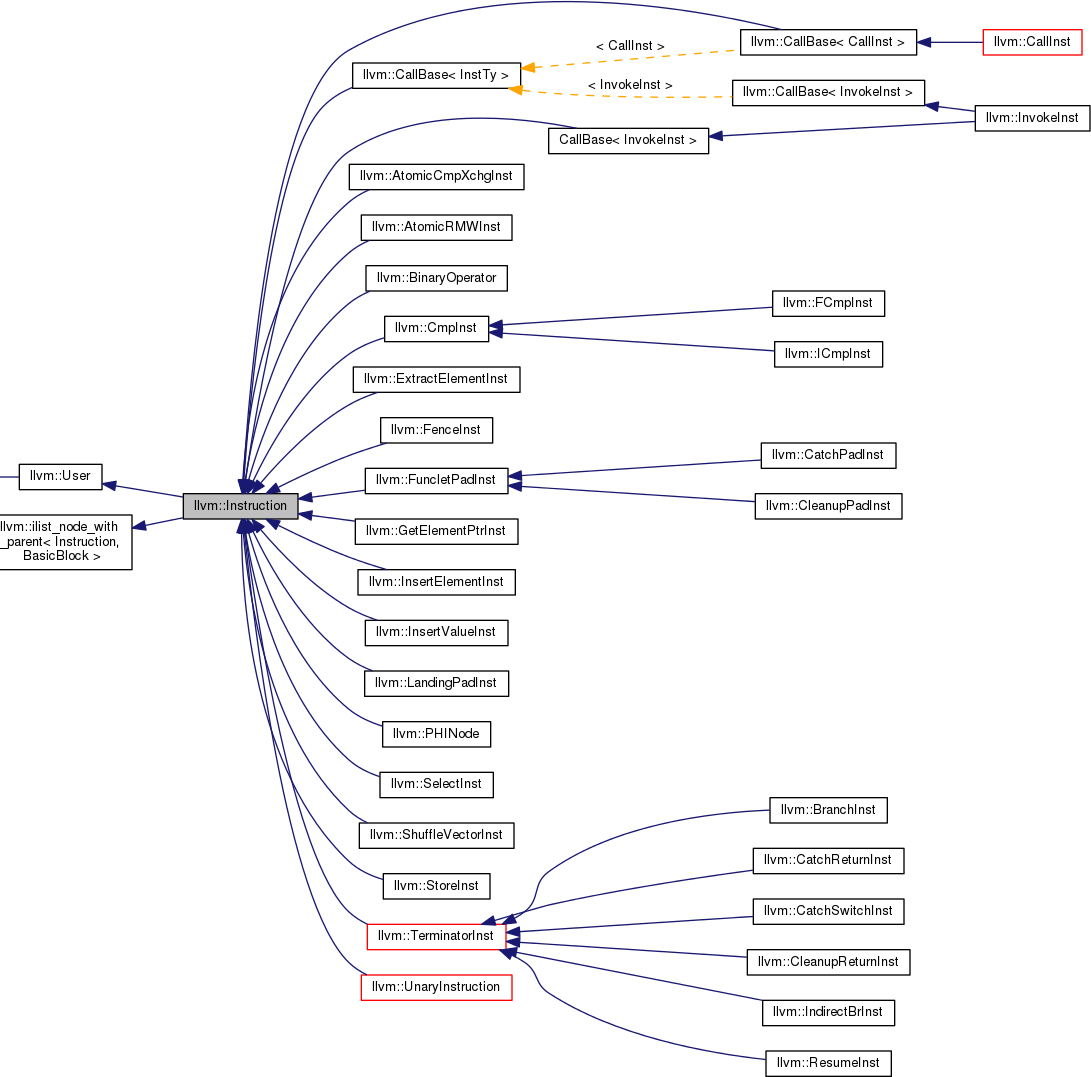 llvm::CallBase< CallInst >
llvm::CallInst
< CallInst >
llvm::CallBase< InstTy >
< InvokeInst >
llvm::CallBase< InvokeInst >
llvm::InvokeInst
CallBase< InvokeInst >
llvm::AtomicCmpXchgInst
llvm::AtomicRMWInst
llvm::BinaryOperator
llvm::FCmpInst
llvm::CmpInst
llvm::ICmpInst
llvm::ExtractElementInst
llvm::FenceInst
llvm::CatchPadInst
llvm::User
llvm::FuncletPadInst
llvm::CleanupPadInst
llvm::Instruction
llvm::ilist_node_with
_parent< Instruction,
BasicBlock >
llvm::GetElementPtrInst
llvm::InsertElementInst
llvm::InsertValueInst
llvm::LandingPadInst
llvm::PHINode
llvm::SelectInst
llvm::BranchInst
llvm::ShuffleVectorInst
llvm::CatchReturnInst
llvm::StoreInst
llvm::CatchSwitchInst
llvm::TerminatorInst
llvm::CleanupReturnInst
llvm::UnaryInstruction
llvm::IndirectBrInst
llvm::ResumeInst